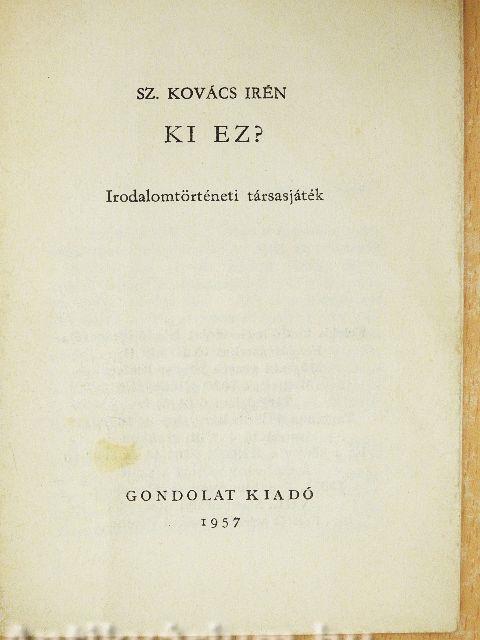 SZ. KOVÁCS IRÉN
KI EZ?
Irodalomtörténeti társasjáték
GONDOLAT KIADÓ
1957